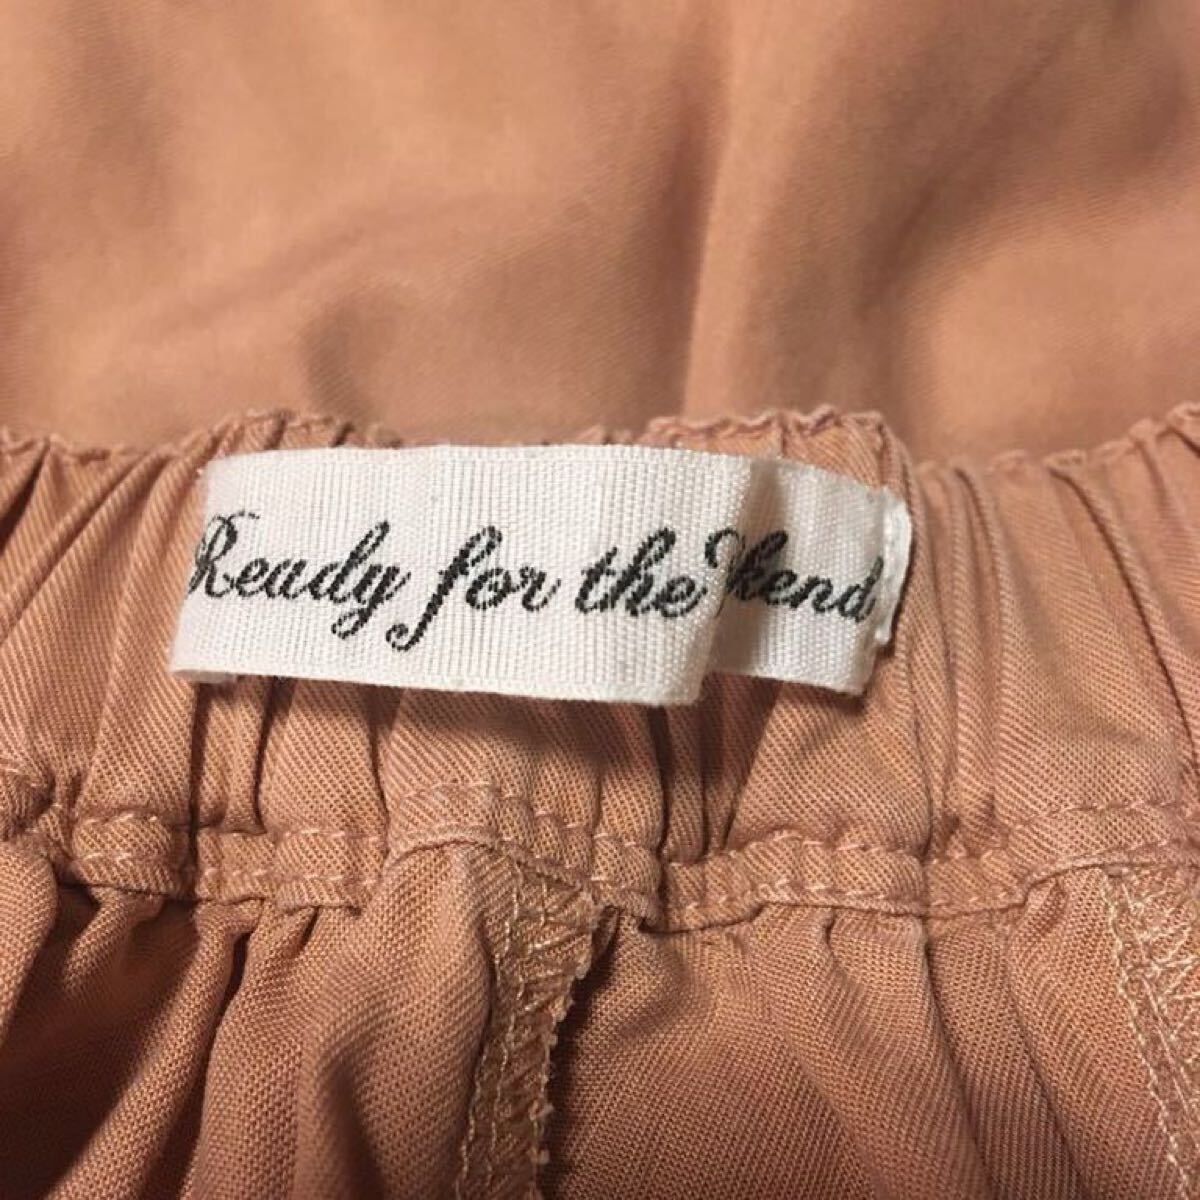 Ready for the kend